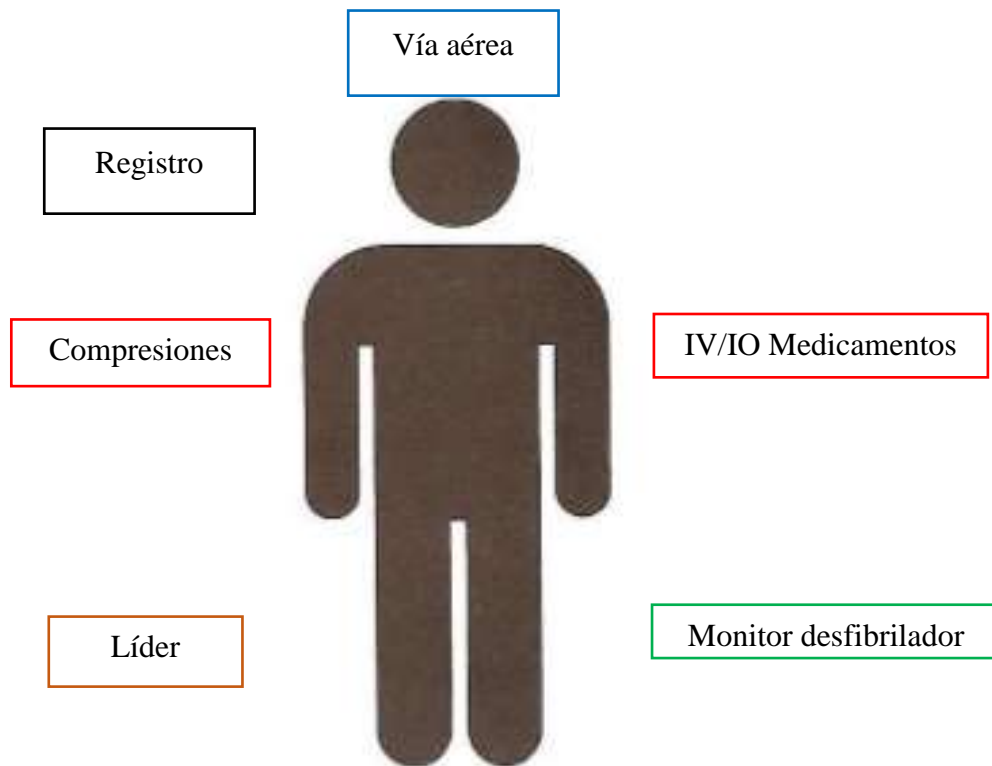 Vía aérea
Registro
Compresiones
IV/IO Medicamentos
Líder
Monitor desfibrilador